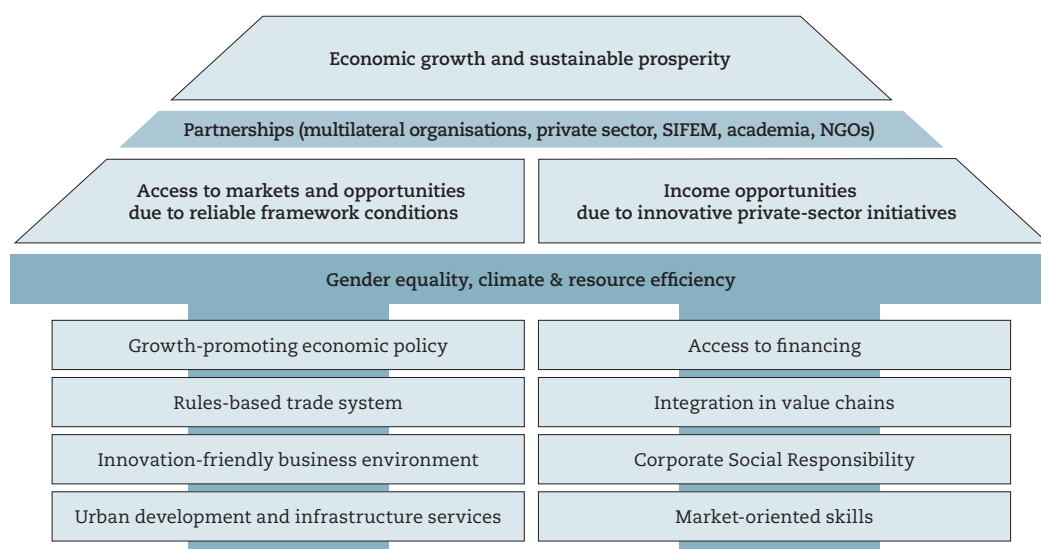 Economic growth and sustainable prosperity
Partnerships (multilateral organisations, private sector, SIFEM, academia, NGOs)
Access to markets and opportunities
due to reliable framework conditions
Income opportunities
due to innovative private-sector initiatives
Gender equality, climate & resource efficiency
Growth-promoting economic policy
Rules-based trade system
Innovation-friendly business environment
Urban development and infrastructure services
Access to financing
Integration in value chains
Corporate Social Responsibility
Market-oriented skills